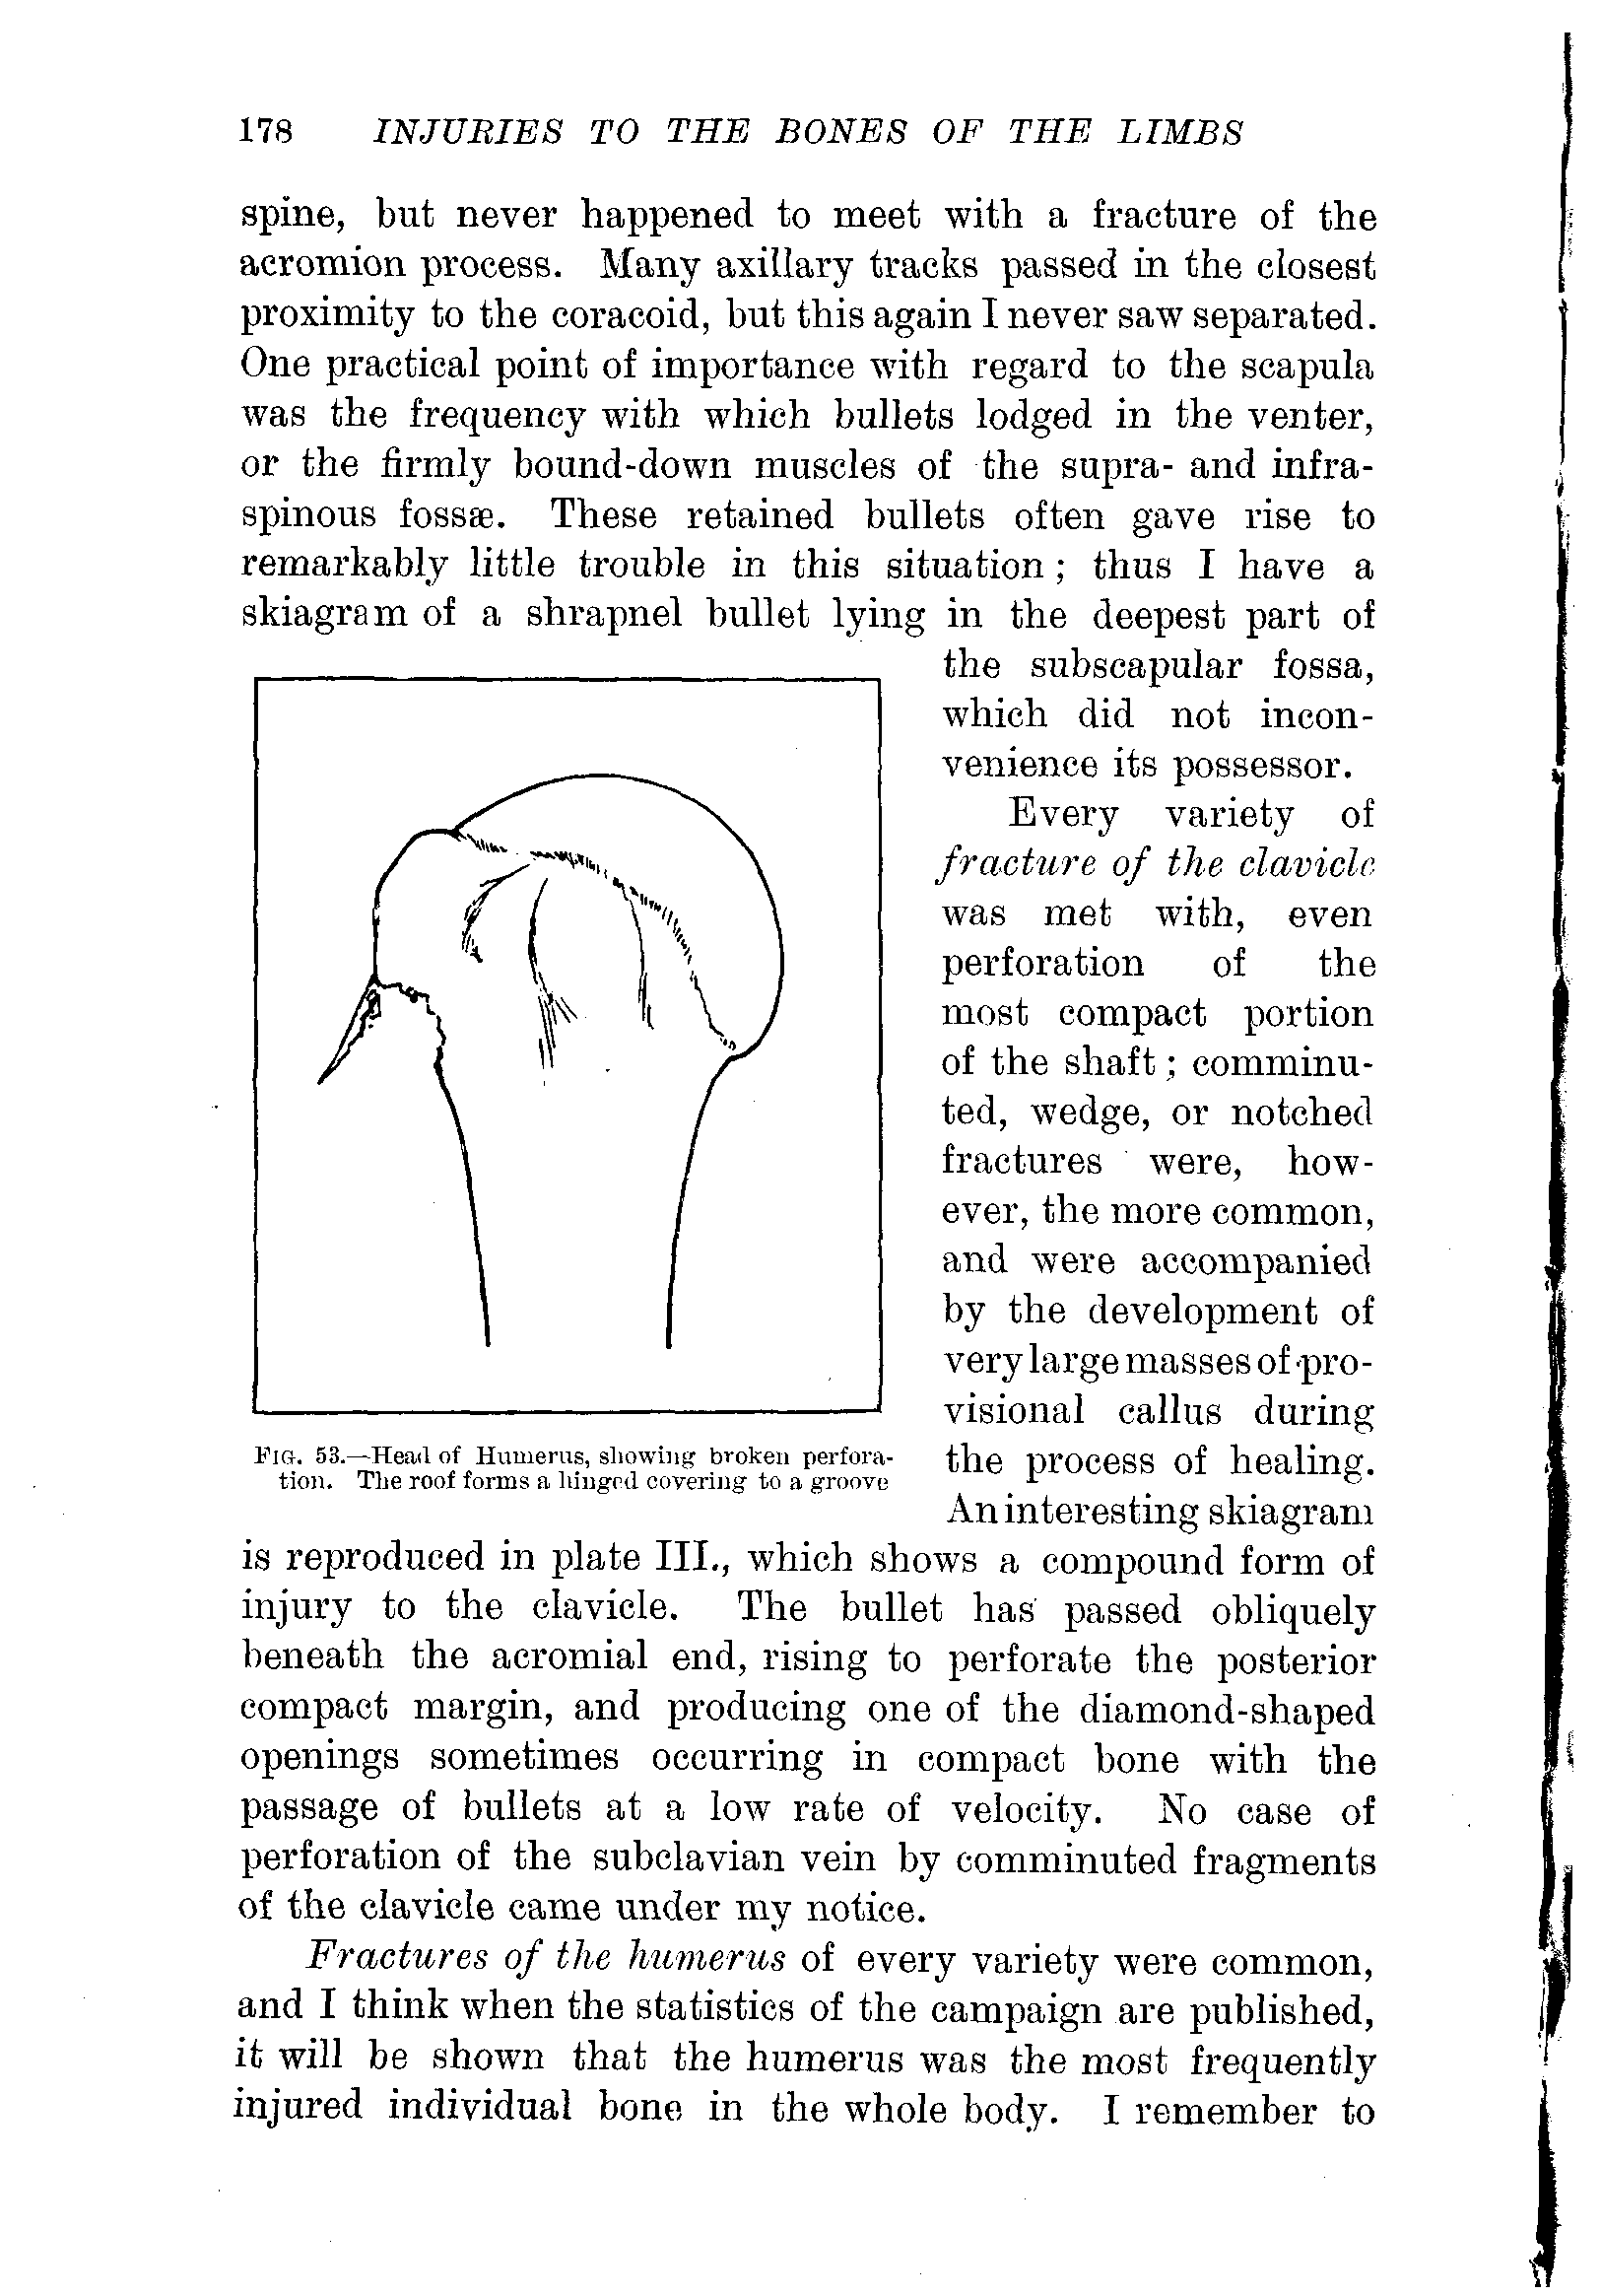 178 INJURIES TO THE BONES OF THE LIMBS
spine, but never happened to meet with a fracture of the
acromion process. Many axillary tracks passed in the closest
proximity to the coracoid, but this again I never saw separated.
One practical point of importance with regard to the scapula
was the frequency with which bullets lodged in the venter,
or the firmly bound-down muscles of the supra- and infra-
spinous fossæ. These retained bullets often gave rise to
remarkably little trouble in this situation; thus I have a
skiagram of a shrapnel bullet lying in the deepest part of
the subscapular fossa,
which did not incon-
venience its possessor.
Every variety of
fracture of the clavicle
was met with, even
perforation of the
most compact portion
of the shaft; comminu-
ted, wedge, or notched
fractures were, how-
ever, the more common,
and were accompanied
by the development of
very large masses of pro-
visional callus during
the process of healing.
An interesting skiagram
FIG. 53.—Head of Humerus, showing broken perfora-
tion. The roof forms a hinged covering to a groove
is reproduced in plate III., which shows a compound form of
injury to the clavicle. The bullet has passed obliquely
beneath the acromial end, rising to perforate the posterior
compact margin, and producing one of the diamond-shaped
openings sometimes occurring in compact bone with the
passage of bullets at a low rate of velocity. No case of
perforation of the subclavian vein by comminuted fragments
of the clavicle came under my notice.
Fractures of the humerus of every variety were common,
and I think when the statistics of the campaign are published,
it will be shown that the humerus was the most frequently
injured individual bone in the whole body. I remember to